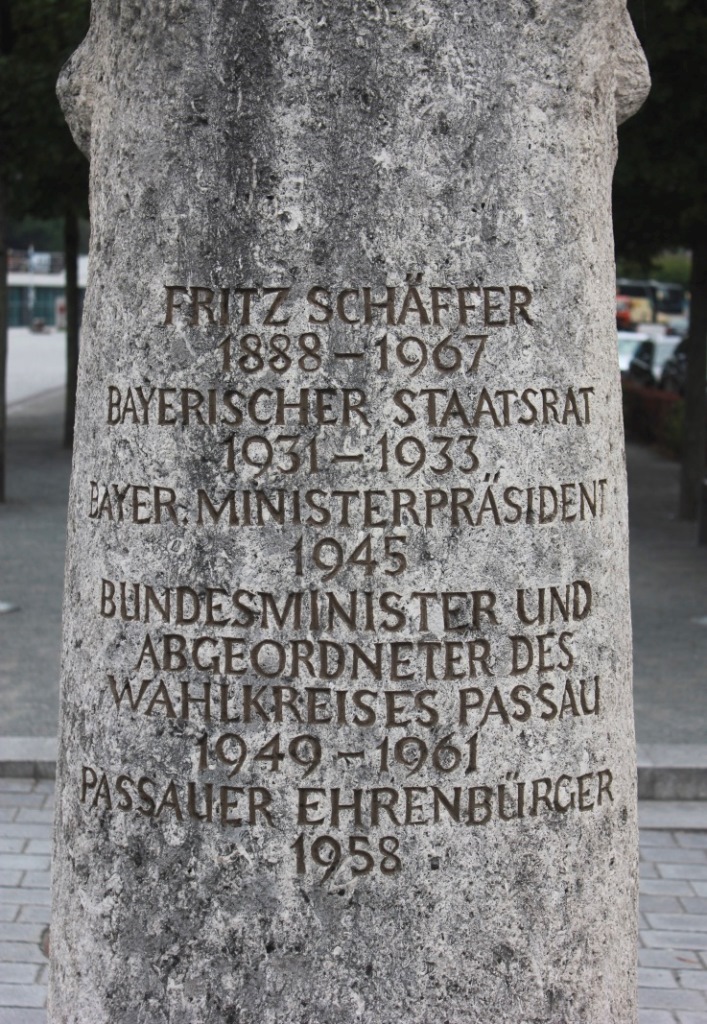 FRITZ SCHÄFFER
1888 – 1967
BAYERISCHER STAATSRAT
1931 – 1933
BAYER. MINISTERPRÄSIDENT
1945
BUNDESMINISTER UND
ABGEORDNETER DES
WAHLKREISES PASSAU
1949 – 1961
PASSAUER EHRENBÜRGER
1958